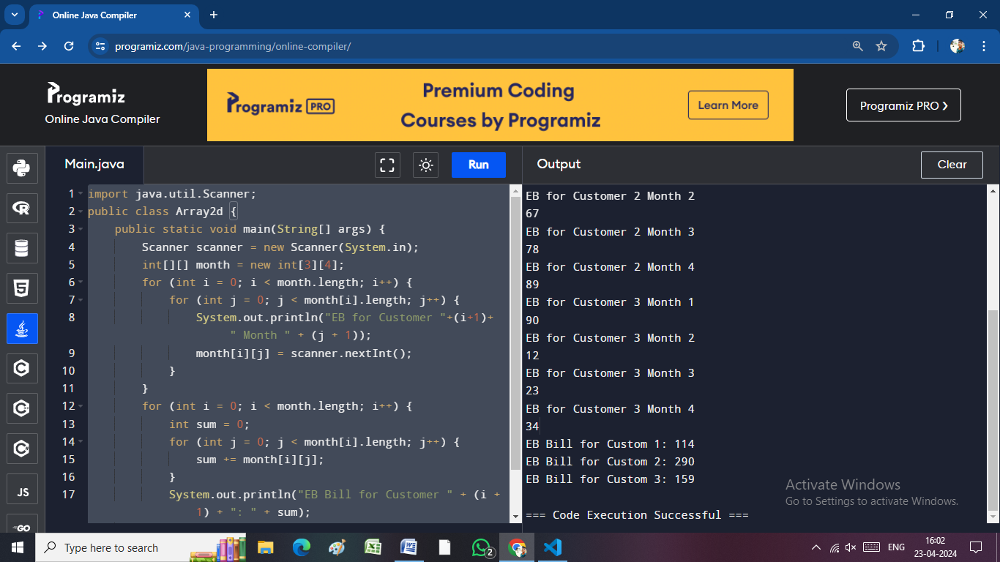 Online Java Compiler
programiz.com/java-programming/online-compiler/
Programiz
Online Java Compiler
Programiz PRO
Premium Coding
Courses by Programiz
Learn More
Programiz PRO ❯
Main.java
Run
Output
Clear
1 import java.util.Scanner;
2 public class Array2d {
3 public static void main(String[] args) {
4 Scanner scanner = new Scanner(System.in);
5 int[][] month = new int[3][4];
6 for (int i = 0; i < month.length; i++) {
7 for (int j = 0; j < month[i].length; j++) {
8 System.out.println("EB for Customer "+(i+1)+
" Month " + (j + 1));
9 month[i][j] = scanner.nextInt();
10 }
11 }
12 for (int i = 0; i < month.length; i++) {
13 int sum = 0;
14 for (int j = 0; j < month[i].length; j++) {
15 sum += month[i][j];
16 }
17 System.out.println("EB Bill for Customer " + (i +
1) + ": " + sum);
EB for Customer 2 Month 2
67
EB for Customer 2 Month 3
78
EB for Customer 2 Month 4
89
EB for Customer 3 Month 1
90
EB for Customer 3 Month 2
12
EB for Customer 3 Month 3
23
EB for Customer 3 Month 4
34
EB Bill for Custom 1: 114
EB Bill for Custom 2: 290
EB Bill for Custom 3: 159
=== Code Execution Successful ===
Activate Windows
Go to Settings to activate Windows.
JS
GO
Type here to search
2
ENG
16:02
23-04-2024